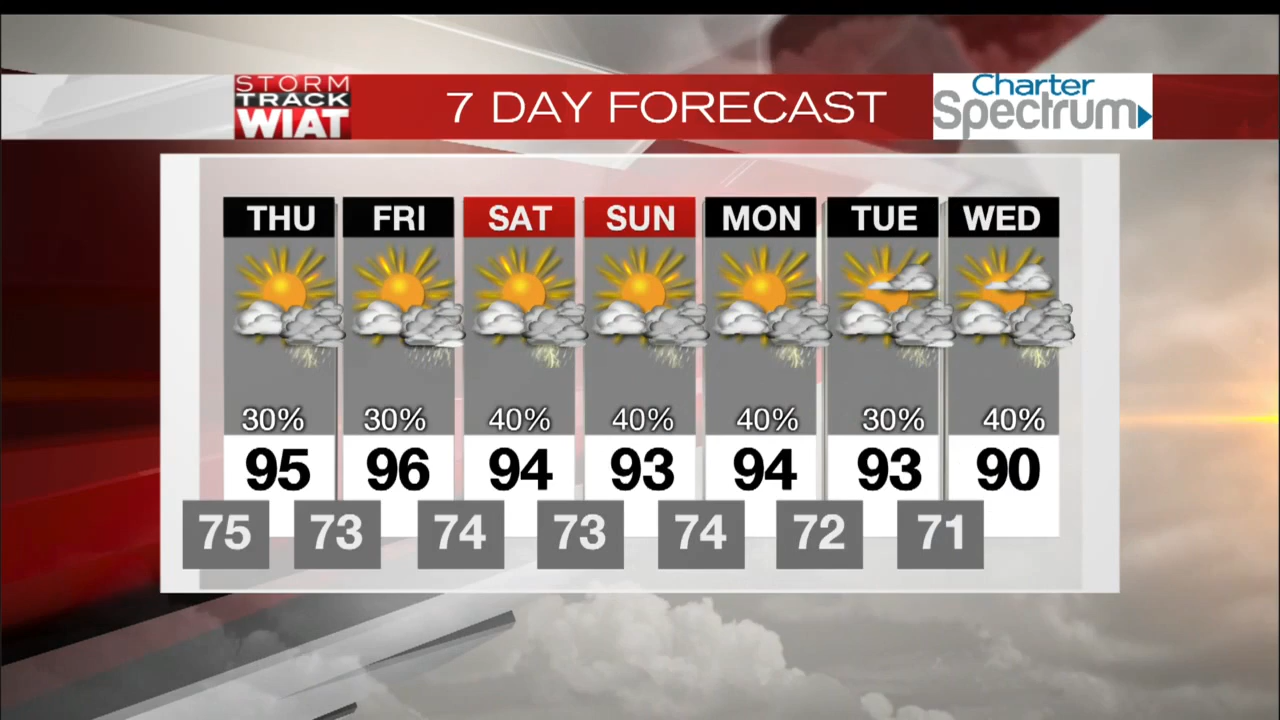 STORM
TRACK
WIAT
7 DAY FORECAST
Charter
Spectrum
THU FRI SAT SUN MON TUE WED
30% 30% 40% 40% 40% 30% 40%
95 96 94 93 94 93 90
75 73 74 73 74 72 71